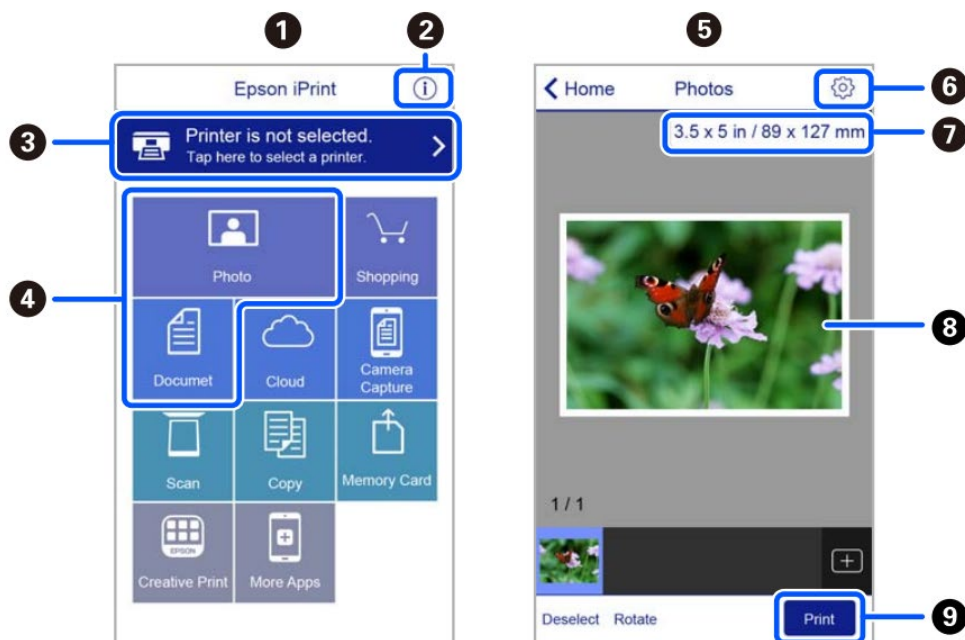 1
2
Epson iPrint
3
Printer is not selected.
Tap here to select a printer.
4
Photo
Shopping
Documet
Cloud
Camera
Capture
Scan
Copy
Memory Card
EPSON
Creative Print
More Apps
5
Home
Photos
6
3.5 x 5 in / 89 x 127 mm
7
8
1 / 1
Deselect
Rotate
Print
9